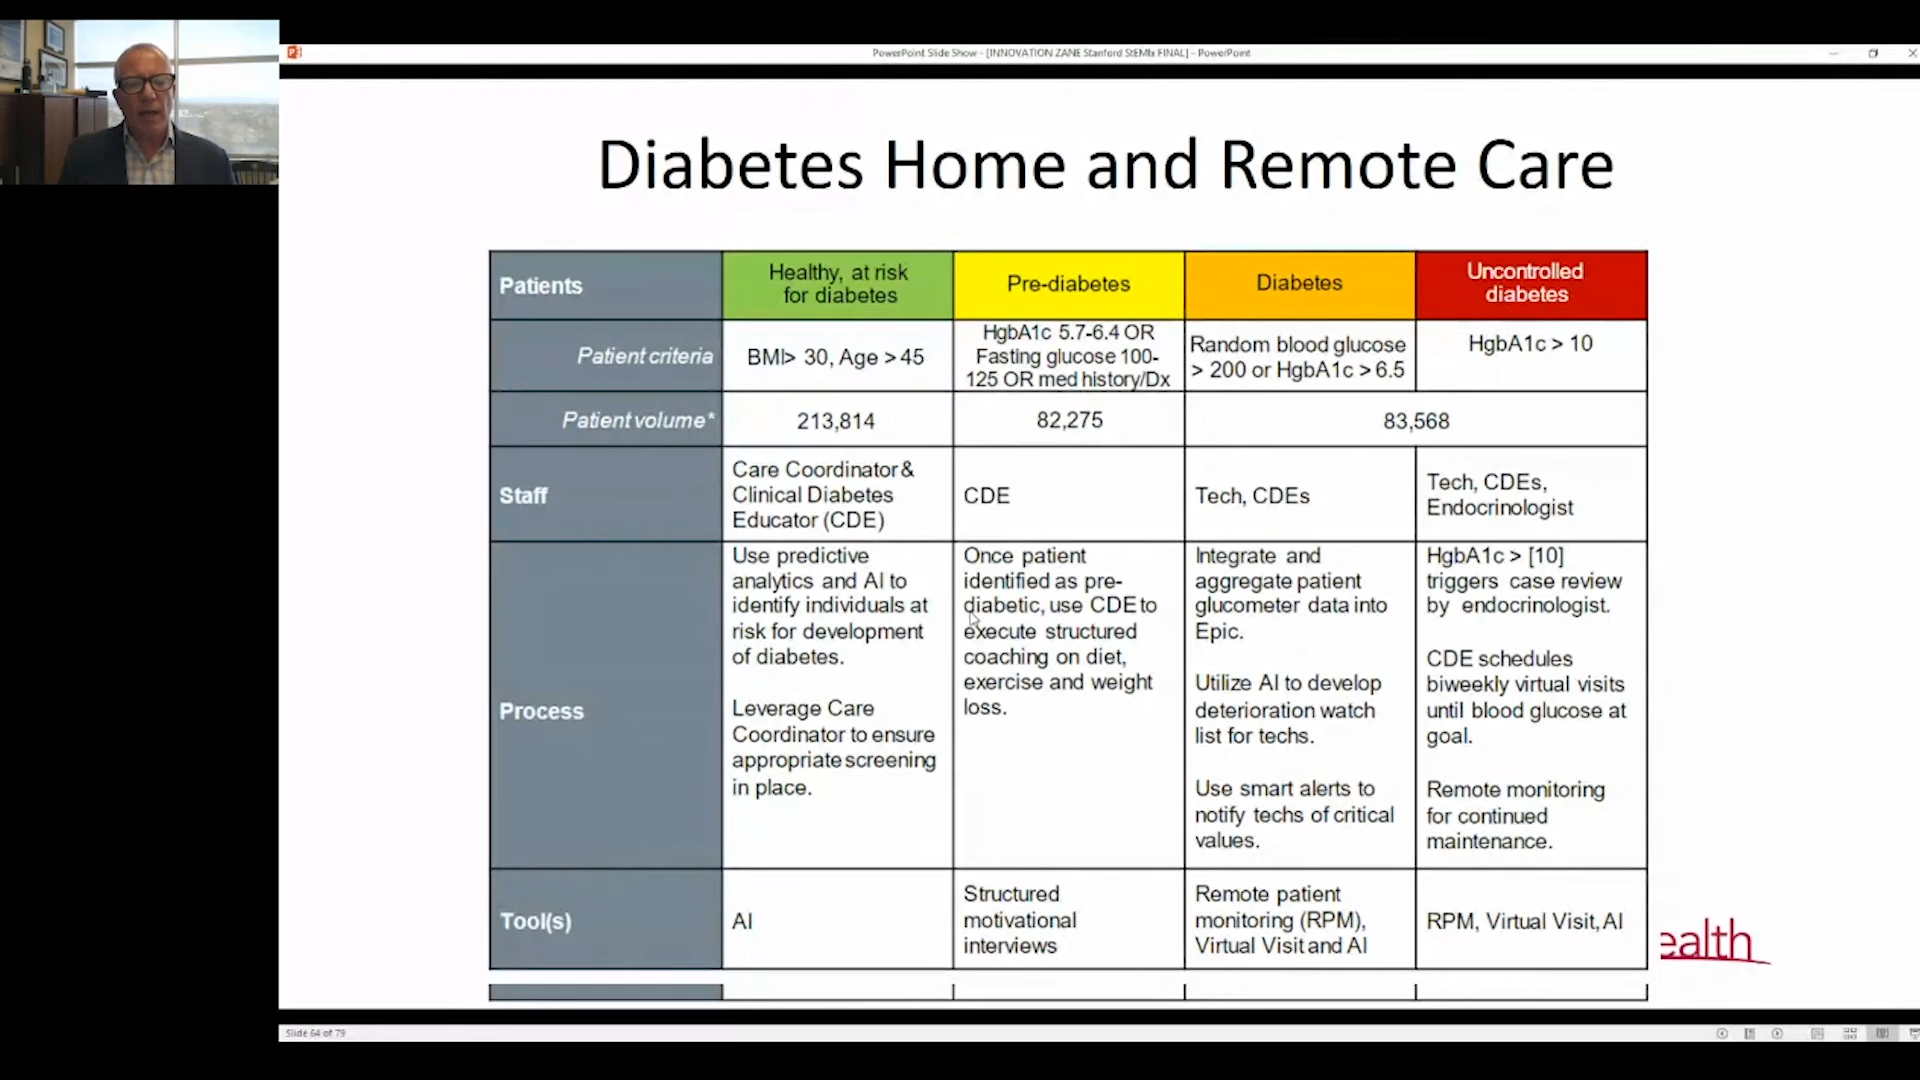 PowerPoint Slide Show - [INNOVATION ZANE Stanford StEMIx FINAL] - PowerPoint
Diabetes Home and Remote Care
Patients
Healthy, at risk
for diabetes
Pre-diabetes
Diabetes
Uncontrolled
diabetes
Patient criteria
BMI> 30, Age > 45
HgbA1c 5.7-6.4 OR
Fasting glucose 100-
125 OR med history/Dx
Random blood glucose
> 200 or HgbA1c > 6.5
HgbA1c > 10
Patient volume*
213,814
82,275
83,568
Staff
Care Coordinator &
Clinical Diabetes
Educator (CDE)
CDE
Tech, CDEs
Tech, CDEs,
Endocrinologist
Process
Use predictive
analytics and AI to
identify individuals at
risk for development
of diabetes.
Leverage Care
Coordinator to ensure
appropriate screening
in place.
Once patient
identified as pre-
diabetic, use CDE to
execute structured
coaching on diet,
exercise and weight
loss.
Integrate and
aggregate patient
glucometer data into
Epic.
Utilize AI to develop
deterioration watch
list for techs.
Use smart alerts to
notify techs of critical
values.
HgbA1c > [10]
triggers case review
by endocrinologist.
CDE schedules
biweekly virtual visits
until blood glucose at
goal.
Remote monitoring
for continued
maintenance.
Tool(s)
AI
Structured
motivational
interviews
Remote patient
monitoring (RPM),
Virtual Visit and AI
RPM, Virtual Visit, AI
ealth
Slide 64 of 79